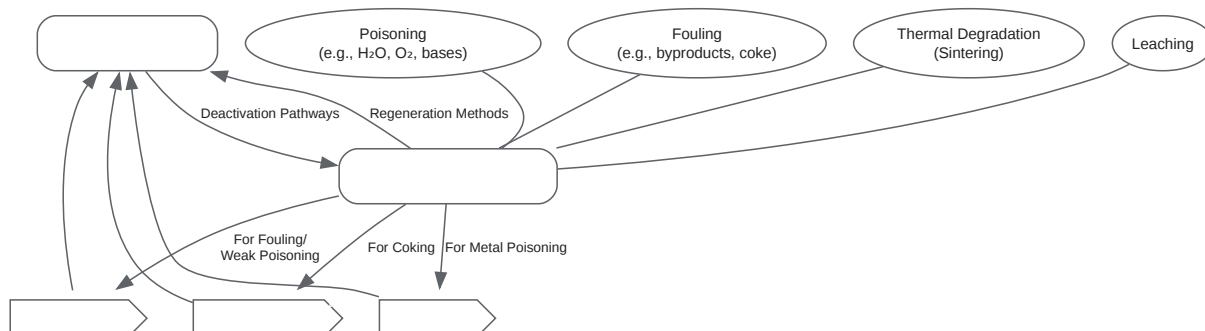 Poisoning
(e.g., H₂O, O₂, bases)
Fouling
(e.g., byproducts, coke)
Thermal Degradation
(Sintering)
Leaching
Deactivation Pathways
Regeneration Methods
For Fouling/
Weak Poisoning
For Coking
For Metal Poisoning